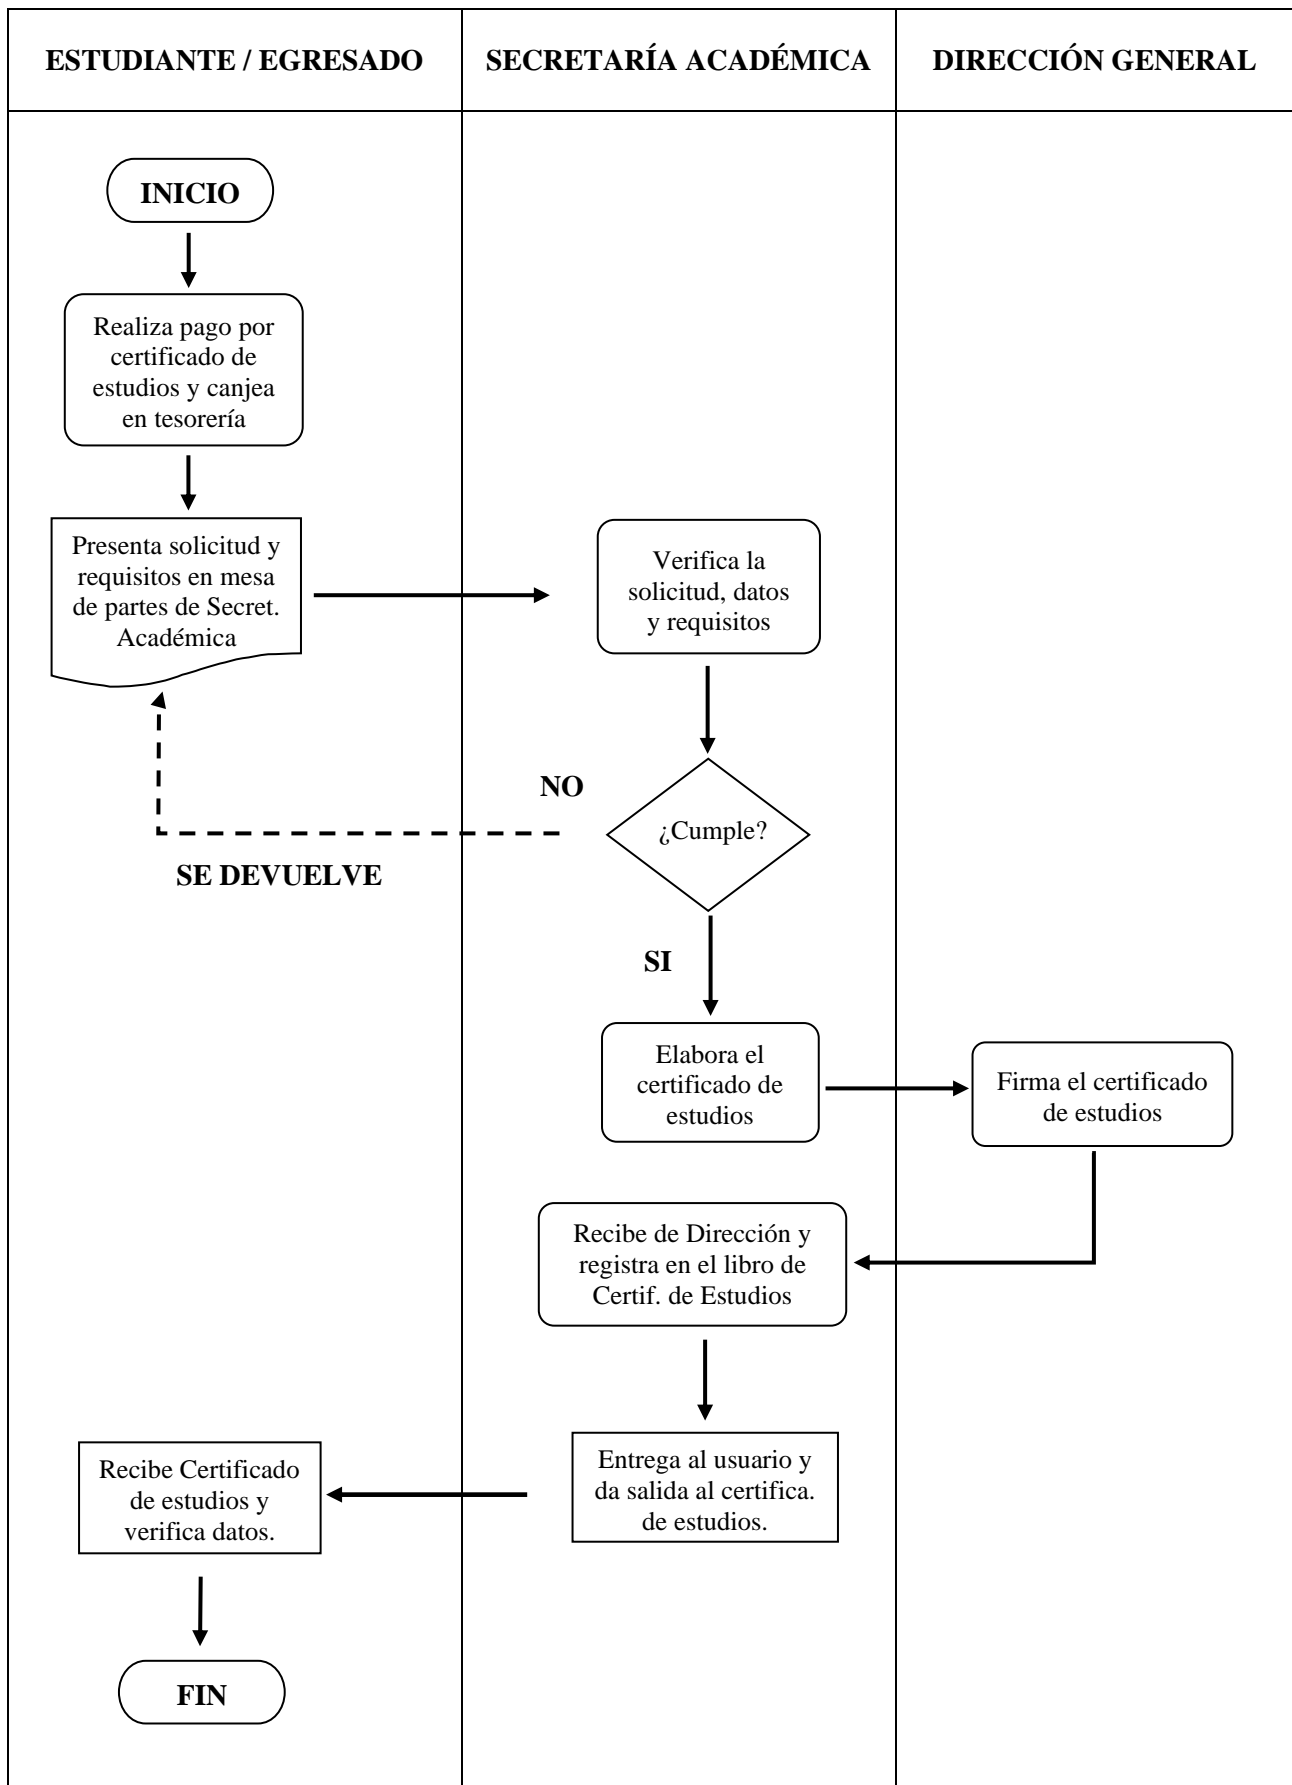 ESTUDIANTE / EGRESADO
SECRETARÍA ACADÉMICA
DIRECCIÓN GENERAL
INICIO
Realiza pago por
certificado de
estudios y canjea
en tesorería
Presenta solicitud y
requisitos en mesa
de partes de Secret.
Académica
Verifica la
solicitud, datos
y requisitos
NO
¿Cumple?
SE DEVUELVE
SI
Elabora el
certificado de
estudios
Firma el certificado
de estudios
Recibe de Dirección y
registra en el libro de
Certif. de Estudios
Entrega al usuario y
da salida al certifica.
de estudios.
Recibe Certificado
de estudios y
verifica datos.
FIN